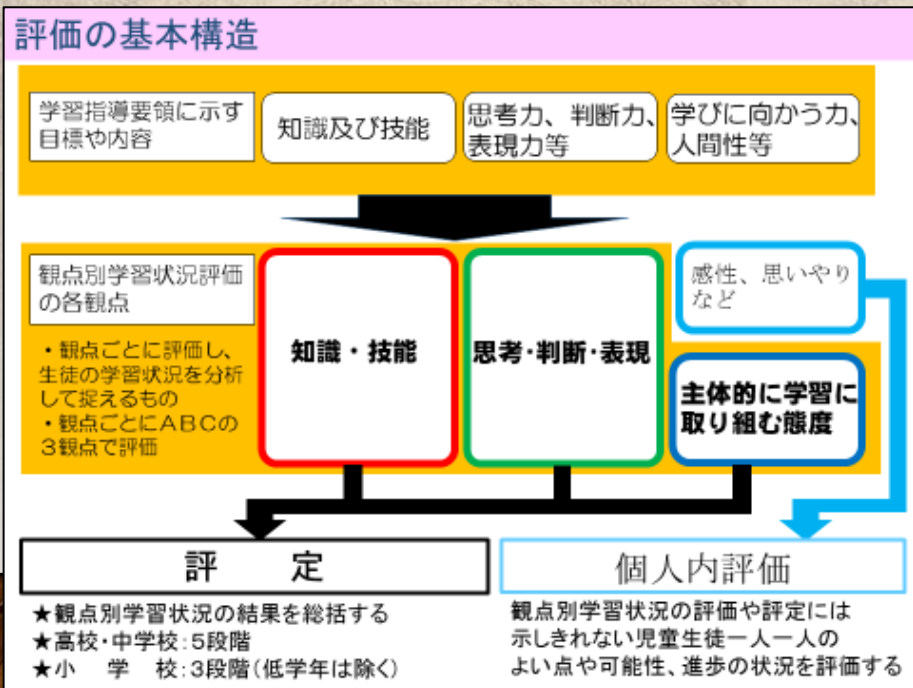 評価の基本構造
学習指導要領に示す
目標や内容
知識及び技能
思考力、判断力、
表現力等
学びに向かう力、
人間性等
観点別学習状況評価
の各観点
・観点ごとに評価し、
生徒の学習状況を分析
して捉えるもの
・観点ごとにABCの
3観点で評価
知識・技能
思考・判断・表現
感性、思いやり
など
主体的に学習に
取り組む態度
評 定
★観点別学習状況の結果を総括する
★高校・中学校：5段階
★小 学 校：3段階（低学年は除く）
個人内評価
観点別学習状況の評価や評定には
示しきれない児童生徒一人一人の
よい点や可能性、進歩の状況を評価する